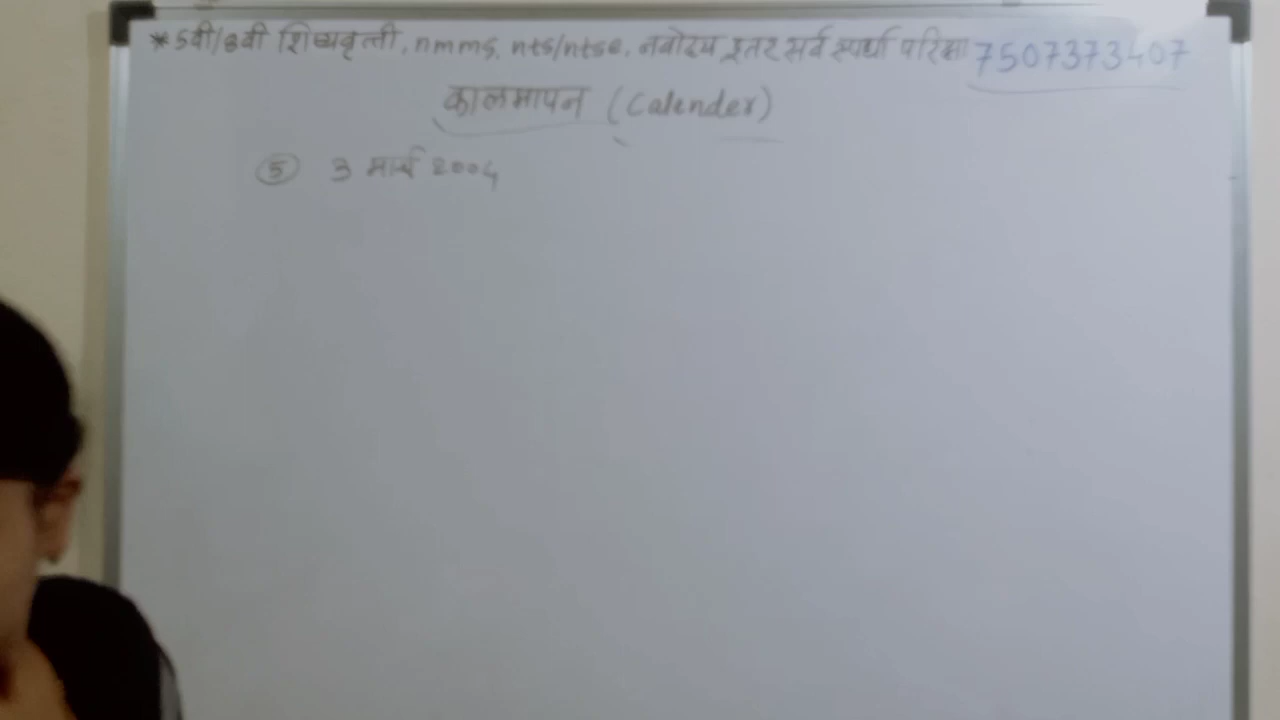 * 5वी/8वी शिष्यवृत्ती, nmms, nts/ntse, नवोदय इतर सर्व स्पर्धा परिक्षा 7507373407
कालमापन (Calender)
⑤ 3 मार्च 2004